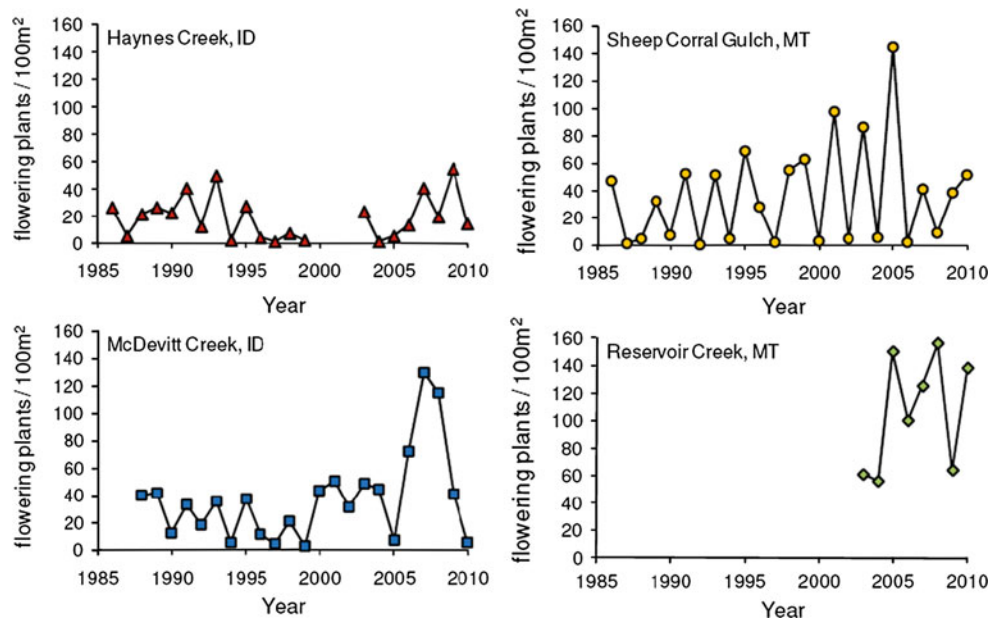 Haynes Creek, ID
flowering plants / 100m²
160
140
120
100
80
60
40
20
0
1985 1990 1995 2000 2005 2010
Year
Sheep Corral Gulch, MT
flowering plants / 100m²
160
140
120
100
80
60
40
20
0
1985 1990 1995 2000 2005 2010
Year
McDevitt Creek, ID
flowering plants / 100m²
160
140
120
100
80
60
40
20
0
1985 1990 1995 2000 2005 2010
Year
Reservoir Creek, MT
flowering plants / 100m²
160
140
120
100
80
60
40
20
0
1985 1990 1995 2000 2005 2010
Year